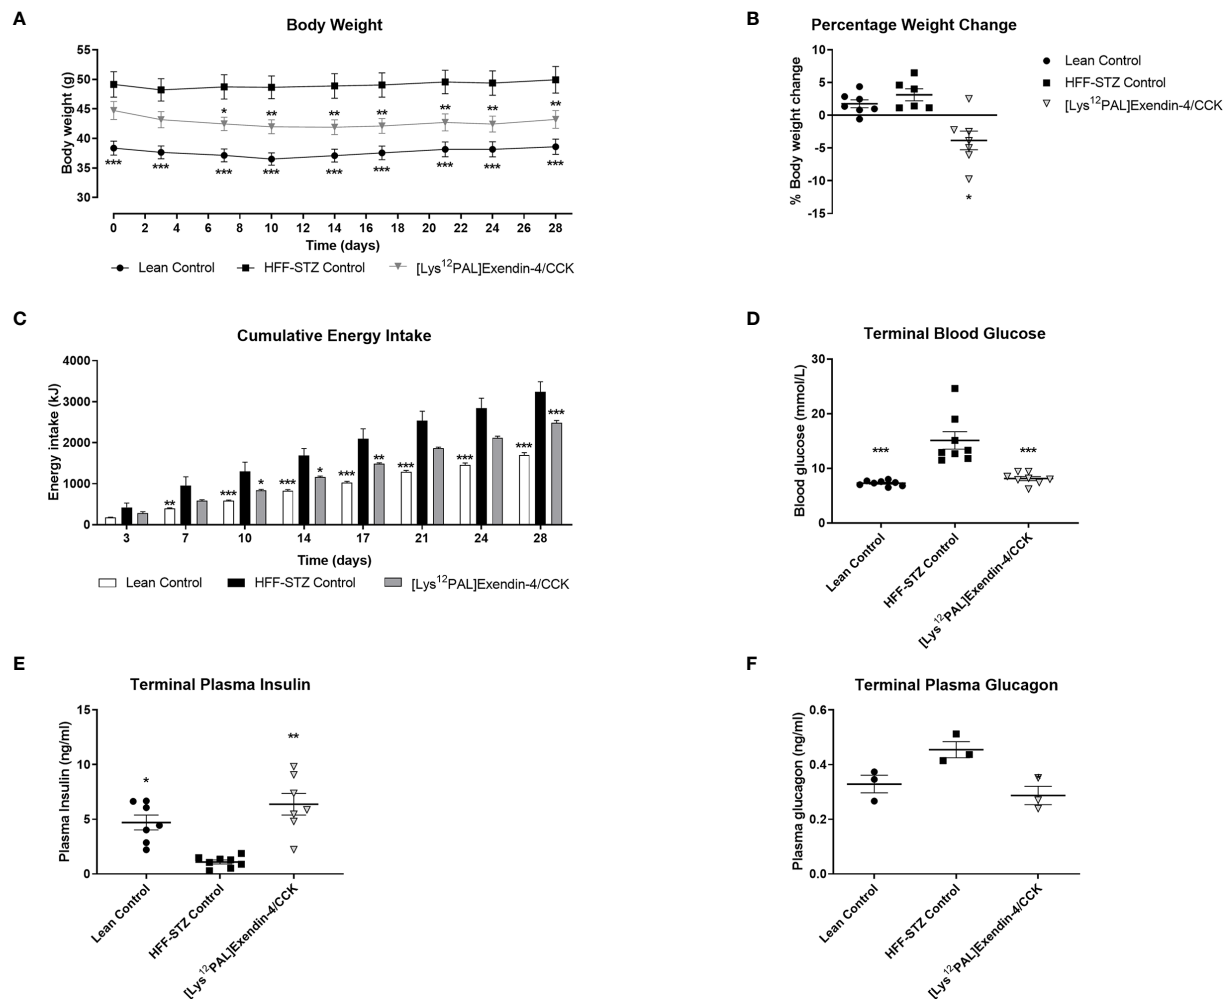 A
Body Weight
Body weight (g)
55
50
45
40
35
30
* ** ** ** ** ** **
*** *** *** *** *** *** *** *** ***
0 2 4 6 8 10 12 14 16 18 20 22 24 26 28
Time (days)
Lean Control HFF-STZ Control [Lys12PAL]Exendin-4/CCK
B
Percentage Weight Change
% Body weight change
10
5
0
-5
-10
-15
*
Lean Control
HFF-STZ Control
[Lys12PAL]Exendin-4/CCK
C
Cumulative Energy Intake
Energy intake (kJ)
4000
3000
2000
1000
0
** *** * *** * *** ** *** *** *** ***
3 7 10 14 17 21 24 28
Time (days)
Lean Control HFF-STZ Control [Lys12PAL]Exendin-4/CCK
D
Terminal Blood Glucose
Blood glucose (mmol/L)
30
20
10
0
*** ***
Lean Control
HFF-STZ Control
[Lys12PAL]Exendin-4/CCK
E
Terminal Plasma Insulin
Plasma Insulin (ng/ml)
15
10
5
0
* **
Lean Control
HFF-STZ Control
[Lys12PAL]Exendin-4/CCK
F
Terminal Plasma Glucagon
Plasma glucagon (ng/ml)
0.6
0.4
0.2
0.0
Lean Control
HFF-STZ Control
[Lys12PAL]Exendin-4/CCK